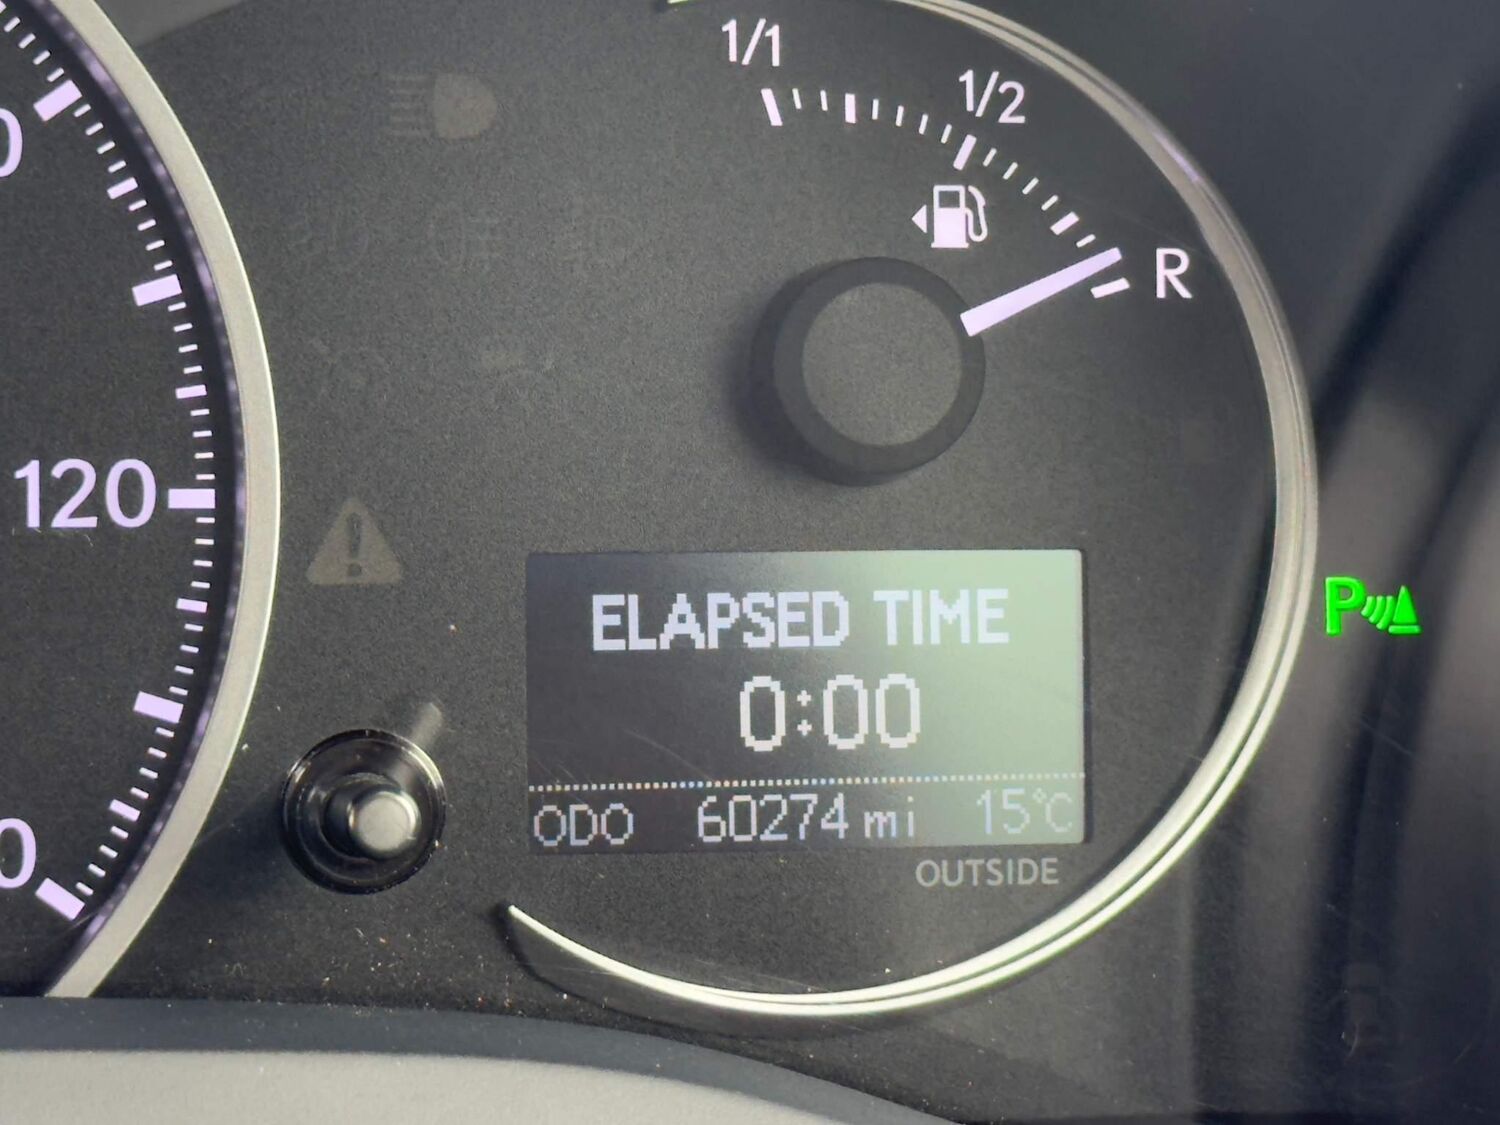 1/1
1/2
R
120
ELAPSED TIME
0:00
ODO 60274 mi 15°C
OUTSIDE
P